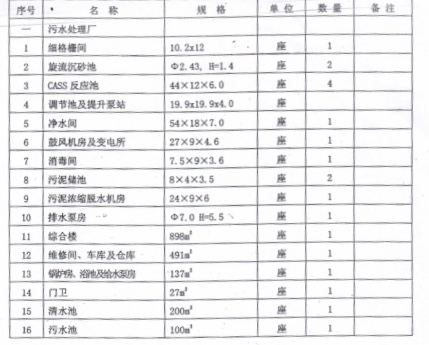 序号 名称 规格 单位 数量 备注
一 污水处理厂
1 细格栅间 10.2x12 座 1
2 旋流沉砂池 Φ2.43, H=1.4 座 2
3 CASS 反应池 44×12×6.0 座 4
4 调节池及提升泵站 19.9x19.9x4.0 座
5 净水间 54×18×7.0 座 1
6 鼓风机房及变电所 27×9×4.6 座 1
7 消毒间 7.5×9×3.6 座 1
8 污泥储池 8×4×3.5 座 2
9 污泥浓缩脱水机房 24×9×6 座 1
10 排水泵房 Φ7.0 H=5.5 座 1
11 综合楼 898m² 座 1
12 维修间、车库及仓库 491m² 座 1
13 锅炉房、浴池及给水泵房 137m² 座 1
14 门卫 27m² 座 1
15 清水池 200m³ 座 1
16 污水池 100m³ 座 1